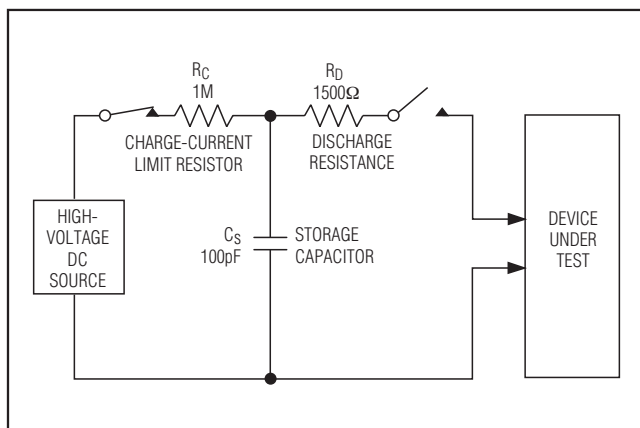 R_C
1M
CHARGE-CURRENT
LIMIT RESISTOR
R_D
1500Ω
DISCHARGE
RESISTANCE
HIGH-
VOLTAGE
DC
SOURCE
C_S
100pF
STORAGE
CAPACITOR
DEVICE
UNDER
TEST